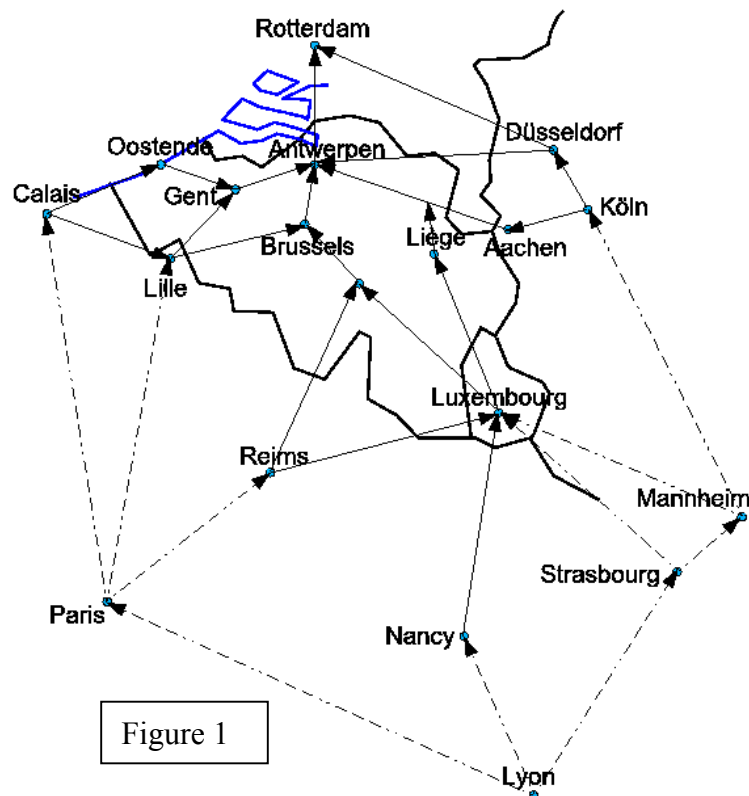 Rotterdam
Oostende
Antwerpen
Düsseldorf
Calais
Gent
Köln
Brussels
Liege
Aachen
Lille
Luxembourg
Reims
Mannheim
Strasbourg
Paris
Nancy
Figure 1
Lyon